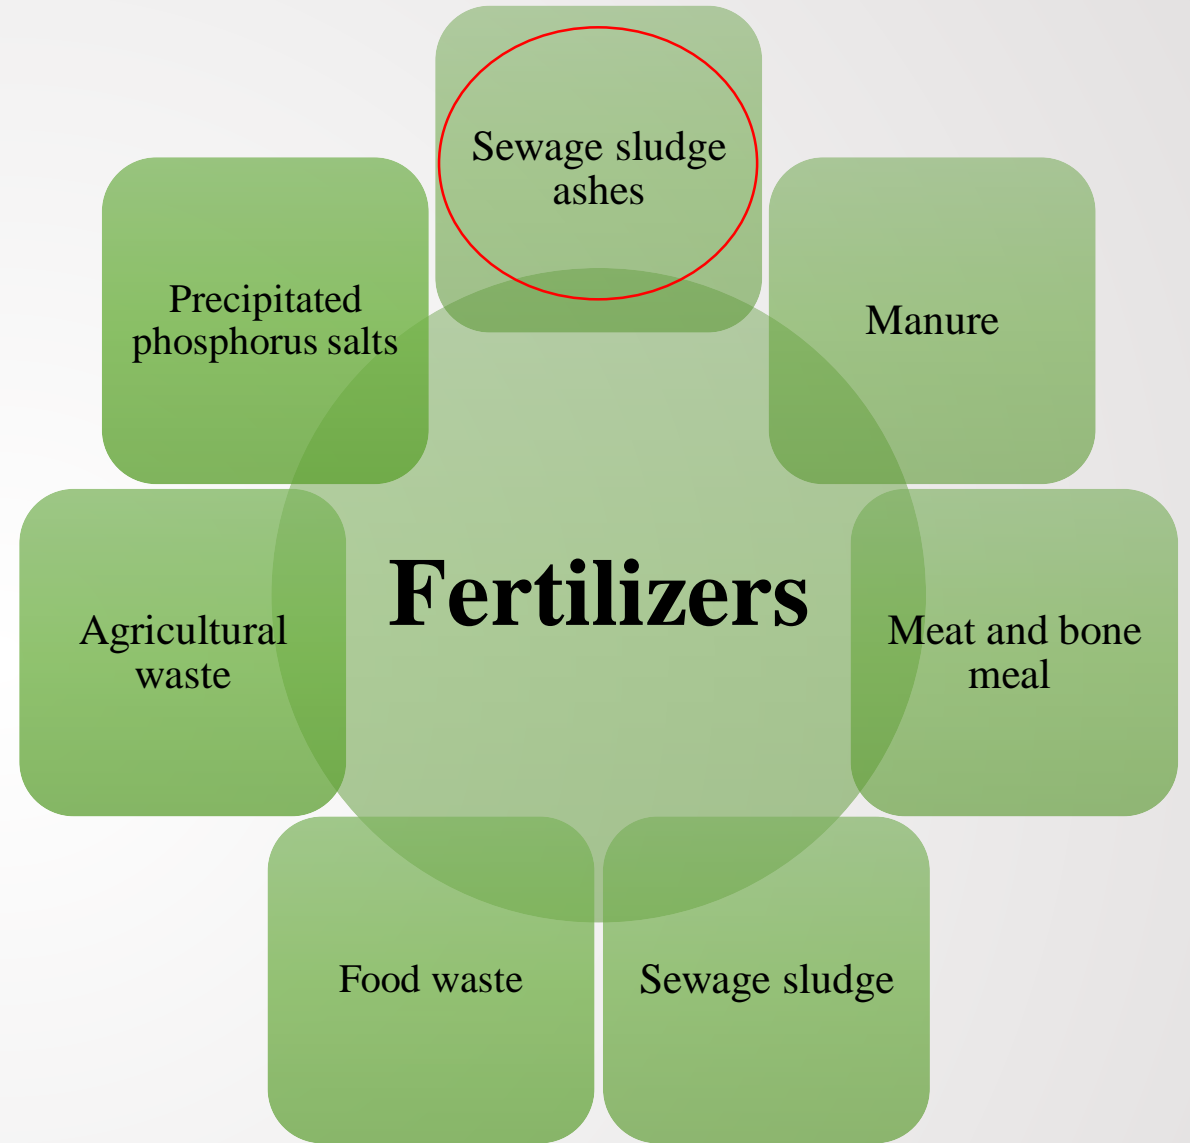 Sewage sludge
ashes
Precipitated
phosphorus salts
Manure
Fertilizers
Agricultural
waste
Meat and bone
meal
Food waste
Sewage sludge